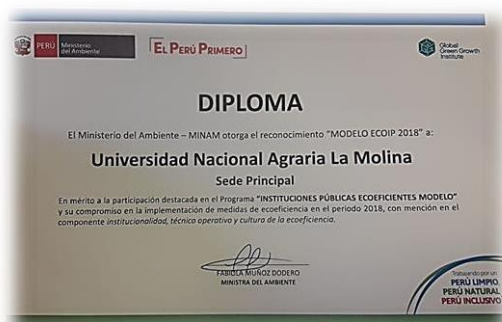 PERÚ Ministerio del Ambiente
EL PERÚ PRIMERO
Global Green Growth Institute
DIPLOMA
El Ministerio del Ambiente – MINAM otorga el reconocimiento "MODELO ECOIP 2018" a:
Universidad Nacional Agraria La Molina
Sede Principal
En mérito a la participación destacada en el Programa "INSTITUCIONES PÚBLICAS ECOEFICIENTES MODELO"
y su compromiso en la implementación de medidas de ecoeficiencia en el periodo 2018, con mención en el
componente institucionalidad, técnico operativo y cultura de la ecoeficiencia.
FABIOLA MUÑOZ DODERO
MINISTRA DEL AMBIENTE
Trabajando por un
PERÚ LIMPIO
PERÚ NATURAL
PERÚ INCLUSIVO